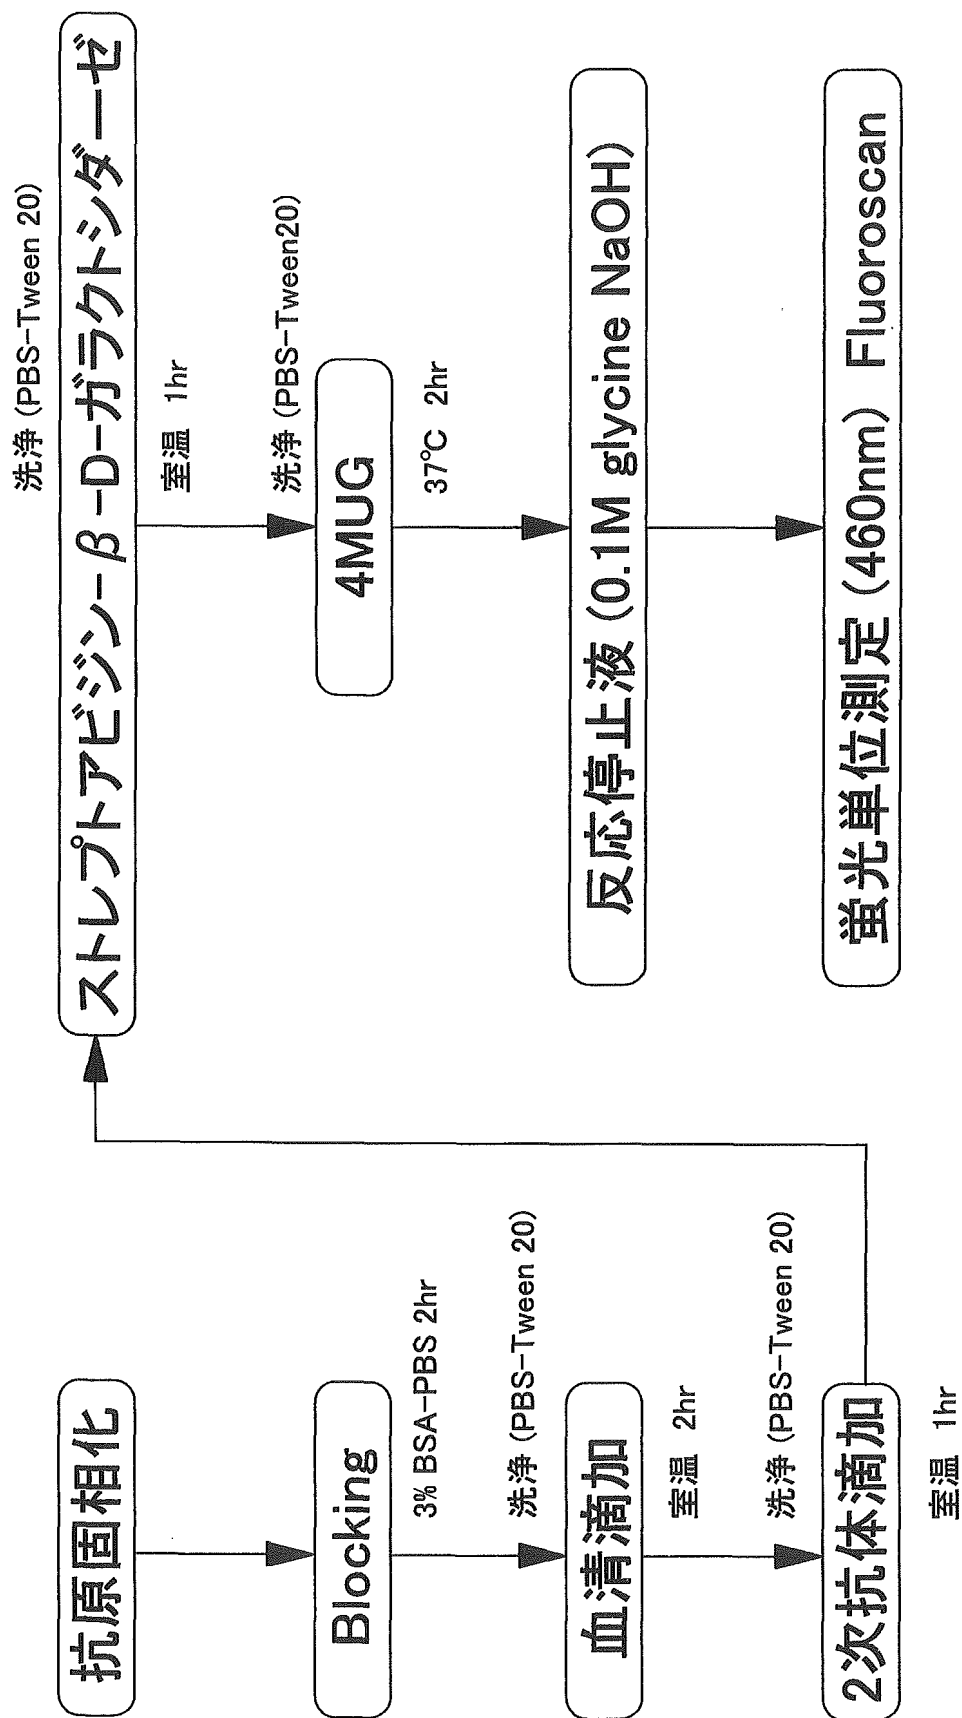 抗原固相化
Blocking
3% BSA-PBS 2hr
洗浄 (PBS-Tween 20)
血清滴加
室温 2hr
洗浄 (PBS-Tween 20)
2次抗体滴加
室温 1hr
洗浄 (PBS-Tween 20)
ストレプトアビジン-β-D-ガラクトシダーゼ
室温 1hr
洗浄 (PBS-Tween20)
4MUG
37℃ 2hr
反応停止液 (0.1M glycine NaOH)
蛍光単位測定 (460nm) Fluoroscan